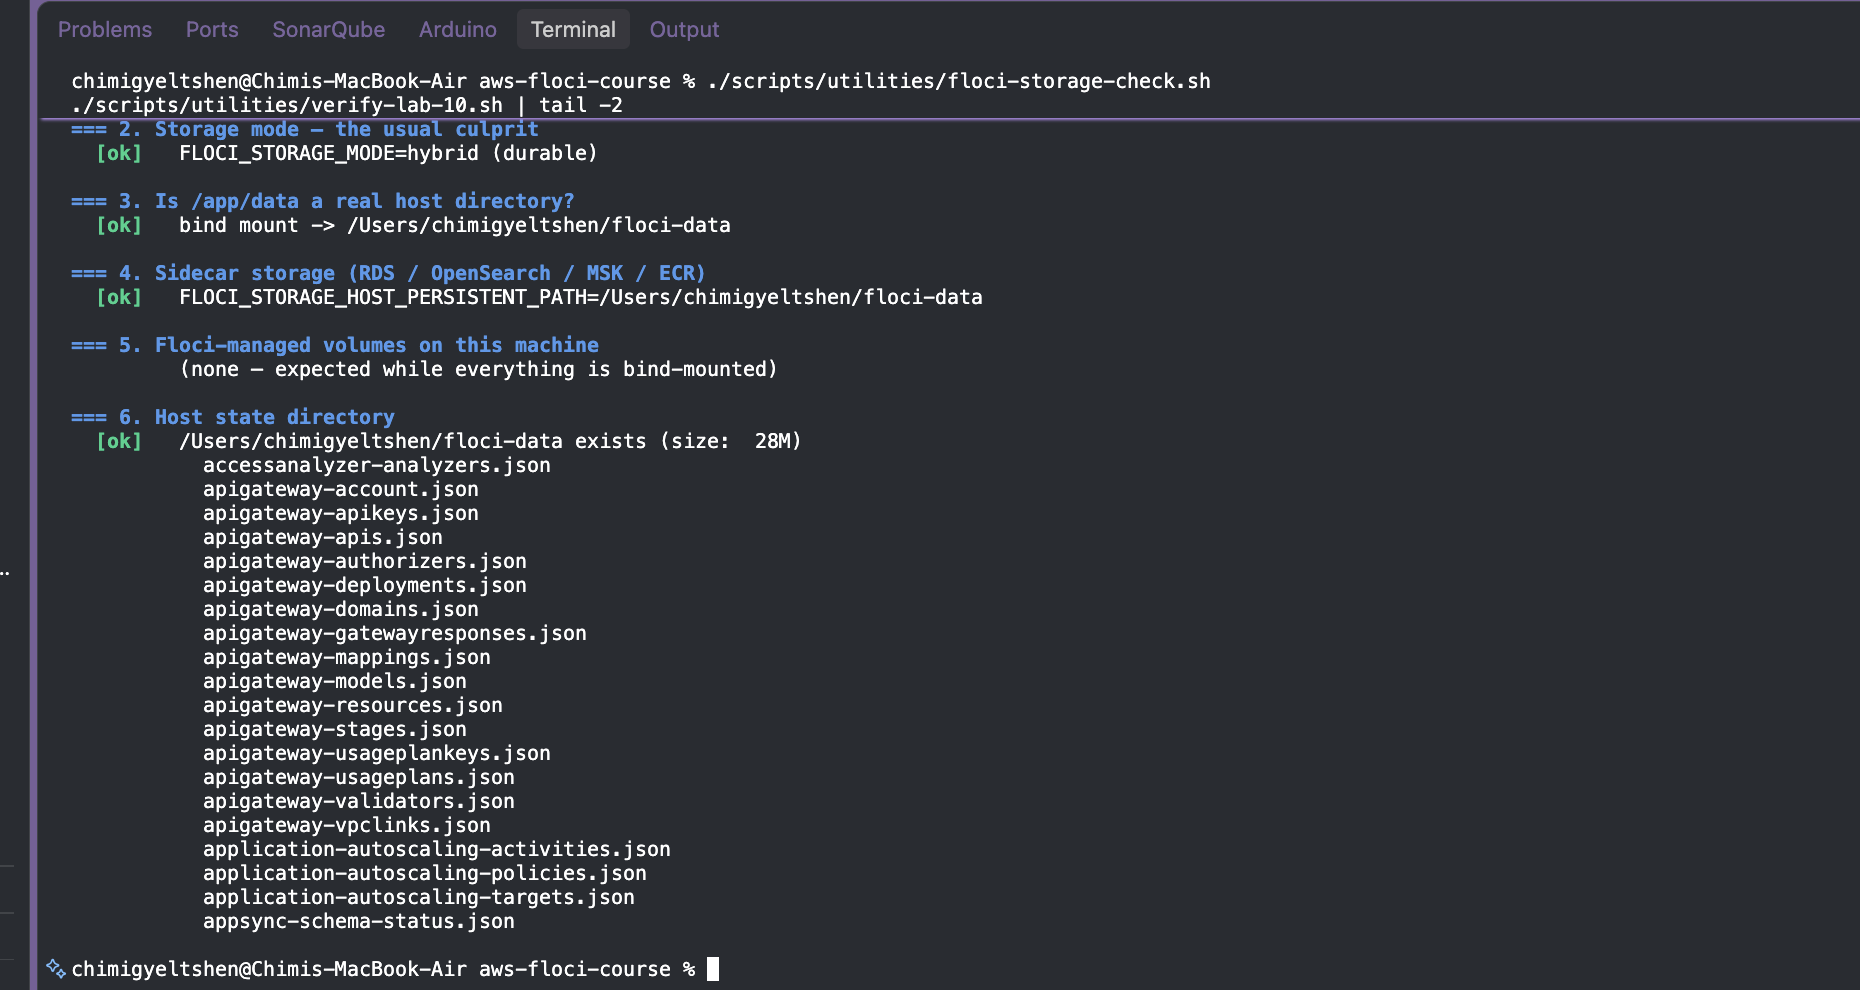 Problems Ports SonarQube Arduino Terminal Output
chimigyeltshen@Chimis-MacBook-Air aws-floci-course % ./scripts/utilities/floci-storage-check.sh
./scripts/utilities/verify-lab-10.sh | tail -2
=== 2. Storage mode — the usual culprit
[ok] FLOCI_STORAGE_MODE=hybrid (durable)
=== 3. Is /app/data a real host directory?
[ok] bind mount -> /Users/chimigyeltshen/floci-data
=== 4. Sidecar storage (RDS / OpenSearch / MSK / ECR)
[ok] FLOCI_STORAGE_HOST_PERSISTENT_PATH=/Users/chimigyeltshen/floci-data
=== 5. Floci-managed volumes on this machine
(none — expected while everything is bind-mounted)
=== 6. Host state directory
[ok] /Users/chimigyeltshen/floci-data exists (size:  28M)
accessanalyzer-analyzers.json
apigateway-account.json
apigateway-apikeys.json
apigateway-apis.json
apigateway-authorizers.json
apigateway-deployments.json
apigateway-domains.json
apigateway-gatewayresponses.json
apigateway-mappings.json
apigateway-models.json
apigateway-resources.json
apigateway-stages.json
apigateway-usageplankeys.json
apigateway-usageplans.json
apigateway-validators.json
apigateway-vpclinks.json
application-autoscaling-activities.json
application-autoscaling-policies.json
application-autoscaling-targets.json
appsync-schema-status.json
chimigyeltshen@Chimis-MacBook-Air aws-floci-course %